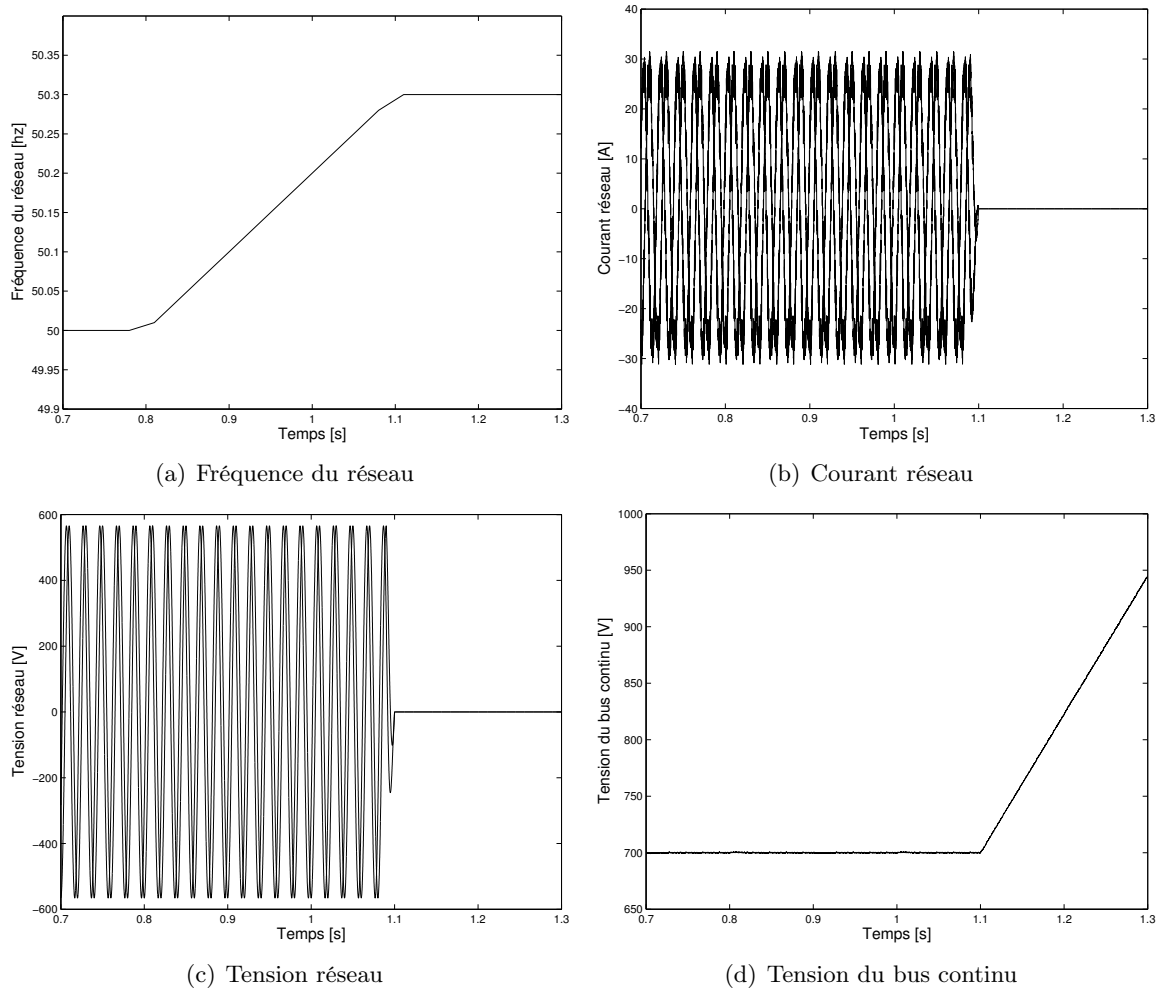 50.35
50.3
50.25
50.2
50.15
50.1
50.05
50
49.95
49.9
0.7 0.8 0.9 1 1.1 1.2 1.3
Fréquence du réseau [hz]
Temps [s]
(a) Fréquence du réseau
40
30
20
10
0
−10
−20
−30
−40
0.7 0.8 0.9 1 1.1 1.2 1.3
Courant réseau [A]
Temps [s]
(b) Courant réseau
600
400
200
0
−200
−400
−600
0.7 0.8 0.9 1 1.1 1.2 1.3
Tension réseau [V]
Temps [s]
(c) Tension réseau
1000
950
900
850
800
750
700
650
0.7 0.8 0.9 1 1.1 1.2 1.3
Tension du bus continu [V]
Temps [s]
(d) Tension du bus continu